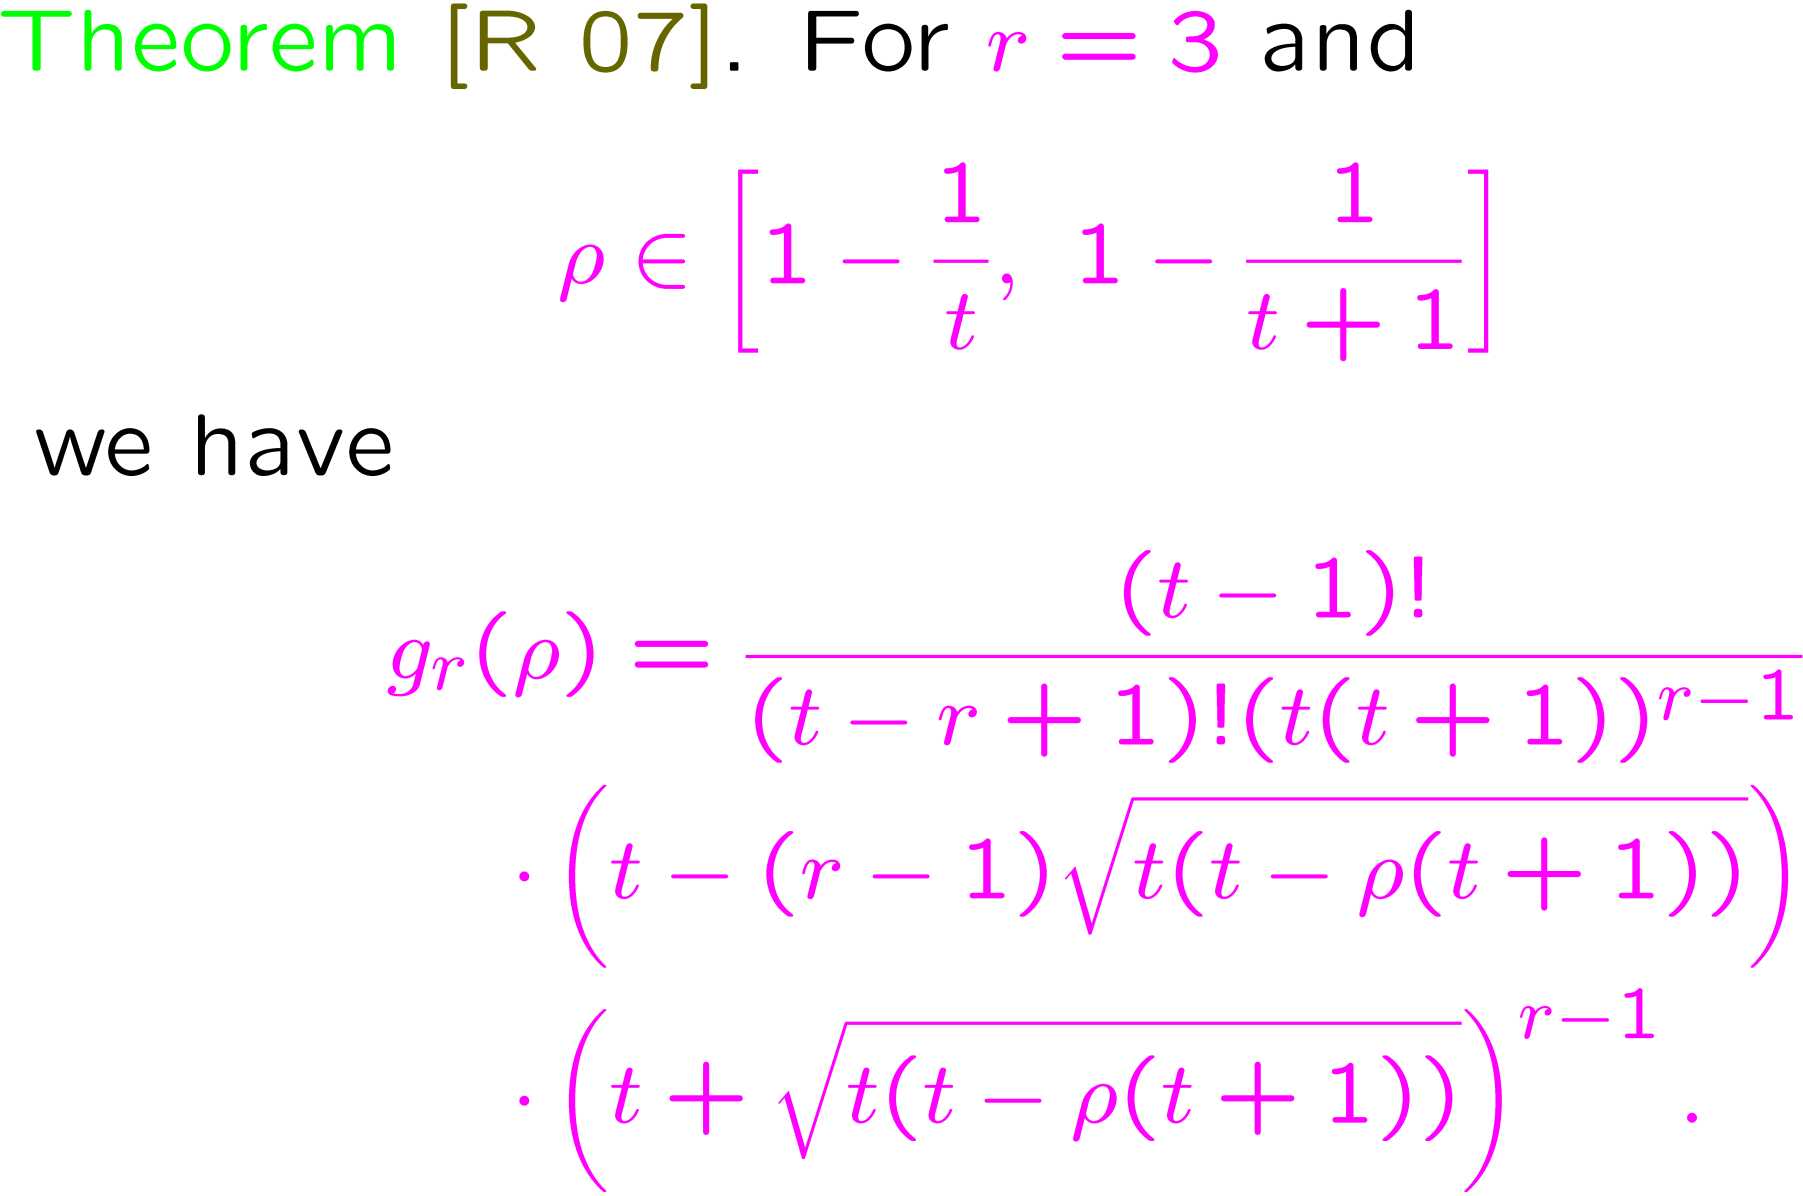 Theorem [R 07]. For r = 3 and
ρ ∈ [1 − 1/t, 1 − 1/(t + 1)]
we have
g_r(ρ) = (t − 1)! / ((t − r + 1)!(t(t + 1))^{r−1})
· (t − (r − 1)√(t(t − ρ(t + 1))))
· (t + √(t(t − ρ(t + 1))))^{r−1} .